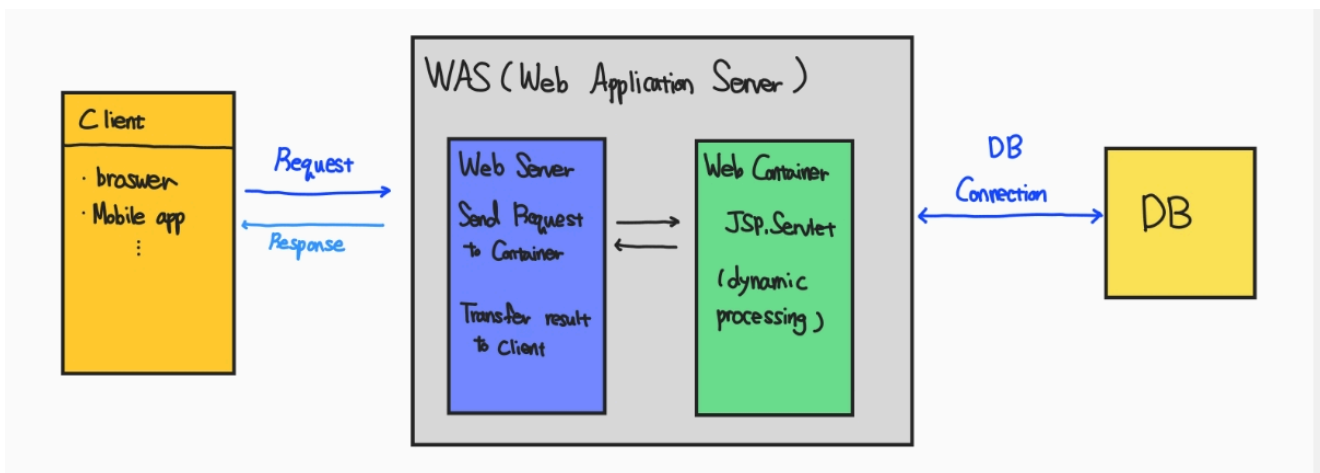 WAS (Web Application Server)
Client
· braswer
· Mobile app
⋮
Request
Response
Web Server
Send Request
to Container
Transfer result
to Client
Web Container
JSP.Servlet
(dynamic
processing)
DB
Connection
DB